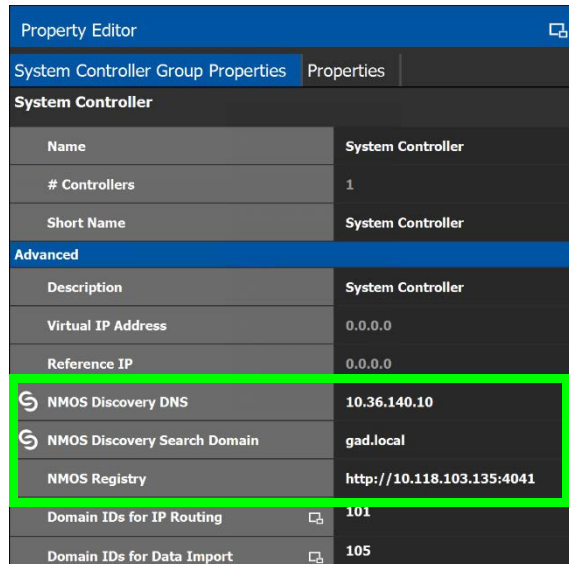 Property Editor
System Controller Group Properties Properties
System Controller
Name System Controller
# Controllers 1
Short Name System Controller
Advanced
Description System Controller
Virtual IP Address 0.0.0.0
Reference IP 0.0.0.0
NMOS Discovery DNS 10.36.140.10
NMOS Discovery Search Domain gad.local
NMOS Registry http://10.118.103.135:4041
Domain IDs for IP Routing 101
Domain IDs for Data Import 105